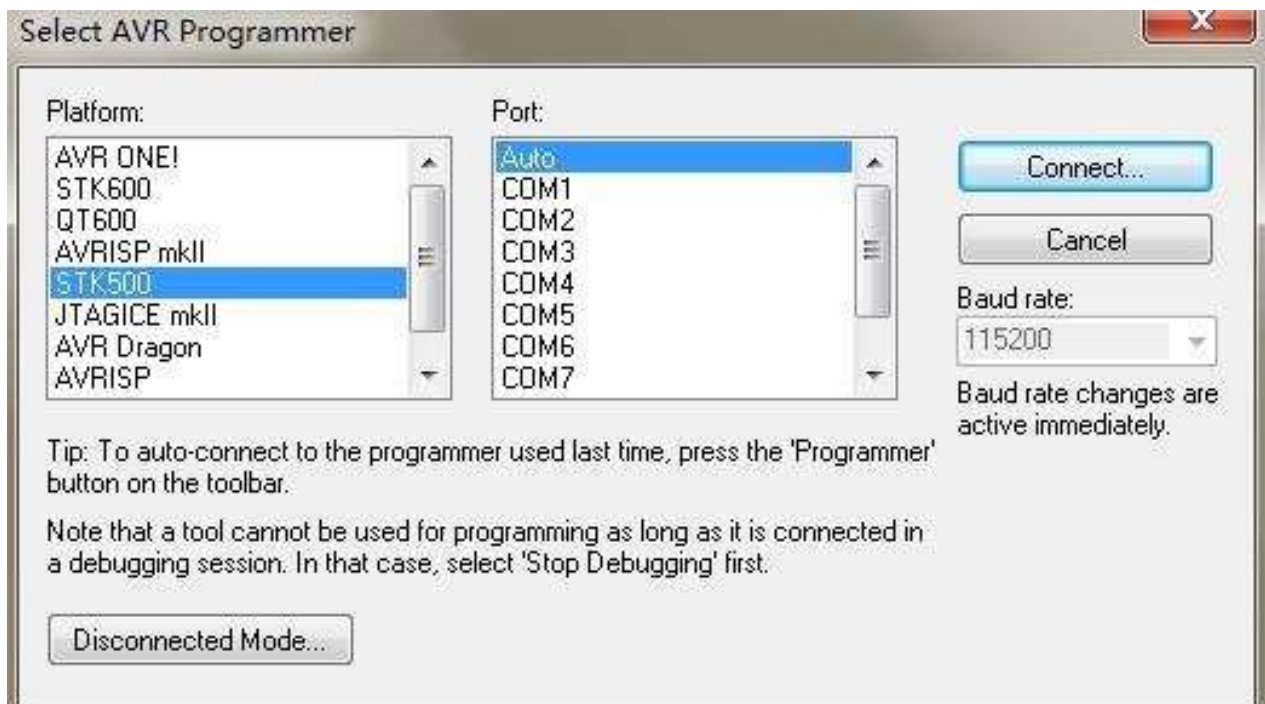 Select AVR Programmer
X
Platform:
AVR ONE!
STK600
QT600
AVRISP mkII
STK500
JTAGICE mkII
AVR Dragon
AVRISP
Port:
Auto
COM1
COM2
COM3
COM4
COM5
COM6
COM7
Connect...
Cancel
Baud rate:
115200
Baud rate changes are
active immediately.
Tip: To auto-connect to the programmer used last time, press the 'Programmer'
button on the toolbar.
Note that a tool cannot be used for programming as long as it is connected in
a debugging session. In that case, select 'Stop Debugging' first.
Disconnected Mode...